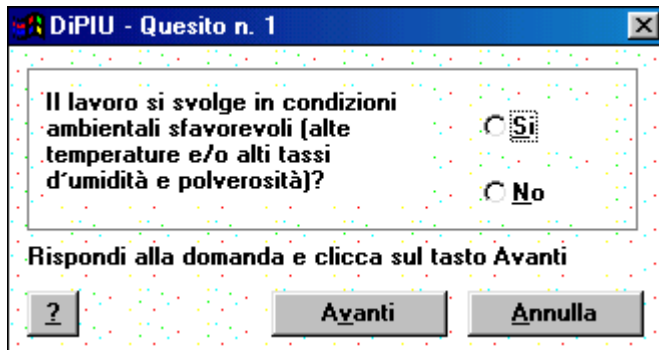 DiPIU - Quesito n. 1
Il lavoro si svolge in condizioni
ambientali sfavorevoli (alte
temperature e/o alti tassi
d´umidità e polverosità)?
Si
No
Rispondi alla domanda e clicca sul tasto Avanti
?
Avanti
Annulla